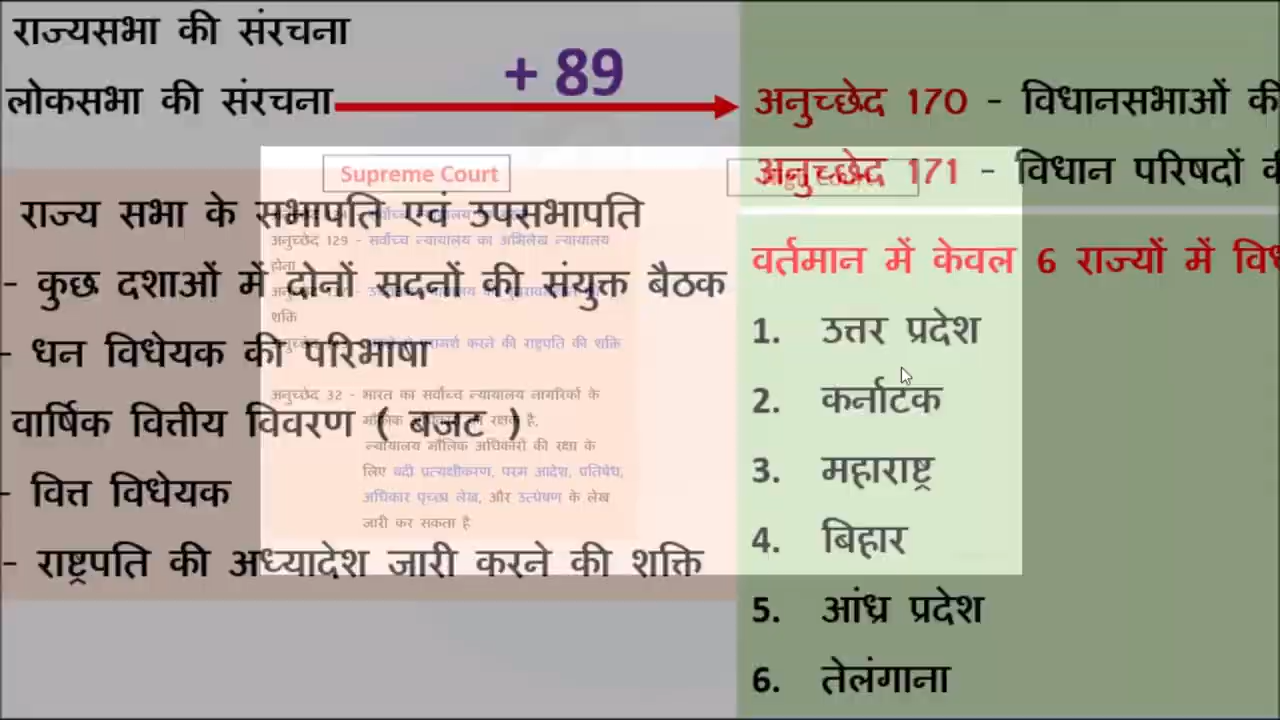 राज्यसभा की संरचना
+ 89
लोकसभा की संरचना
अनुच्छेद 170 - विधानसभाओं की
अनुच्छेद 171 - विधान परिषदों
Supreme Court
राज्य सभा के सभापति एवं उपसभापति
अनुच्छेद 129 - सर्वोच्च न्यायालय का अभिलेख न्यायालय
होना
- कुछ दशाओं में दोनों सदनों की संयुक्त बैठक
वर्तमान में केवल 6 राज्यों में
शक्ति
1. उत्तर प्रदेश
- धन विधेयक की परिभाषा
परामर्श करने की राष्ट्रपति की शक्ति
2. कर्नाटक
अनुच्छेद 32 - भारत का सर्वोच्च न्यायालय नागरिकों के
वार्षिक वित्तीय विवरण ( बजट )
न्यायालय मौलिक अधिकारों की रक्षा के
3. महाराष्ट्र
लिए बंदी प्रत्यक्षीकरण, परम आदेश, प्रतिषेध,
- वित्त विधेयक
अधिकार पृच्छा लेख, और उत्प्रेषण के लेख
जारी कर सकता है
4. बिहार
- राष्ट्रपति की अध्यादेश जारी करने की शक्ति
5. आंध्र प्रदेश
6. तेलंगाना